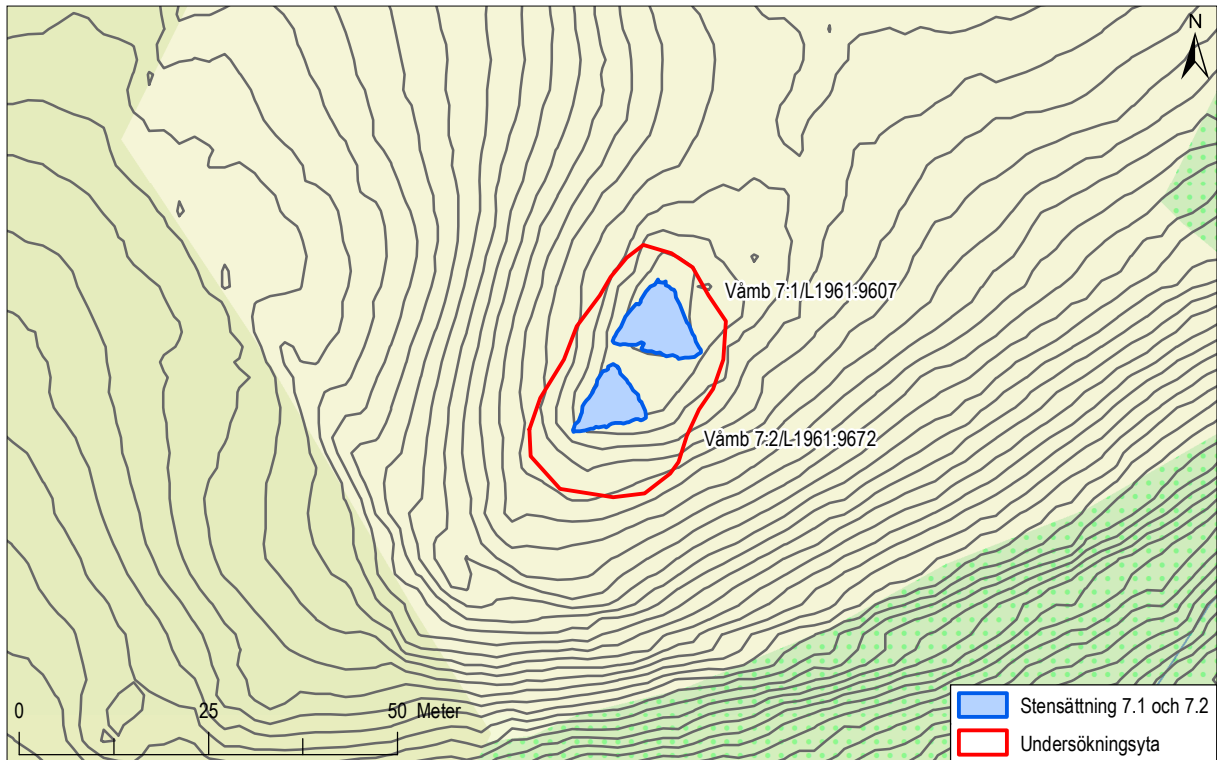 N
Våmb 7:1/L1961:9607
Våmb 7:2/L1961:9672
0 25 50 Meter
Stensättning 7.1 och 7.2
Undersökningsyta